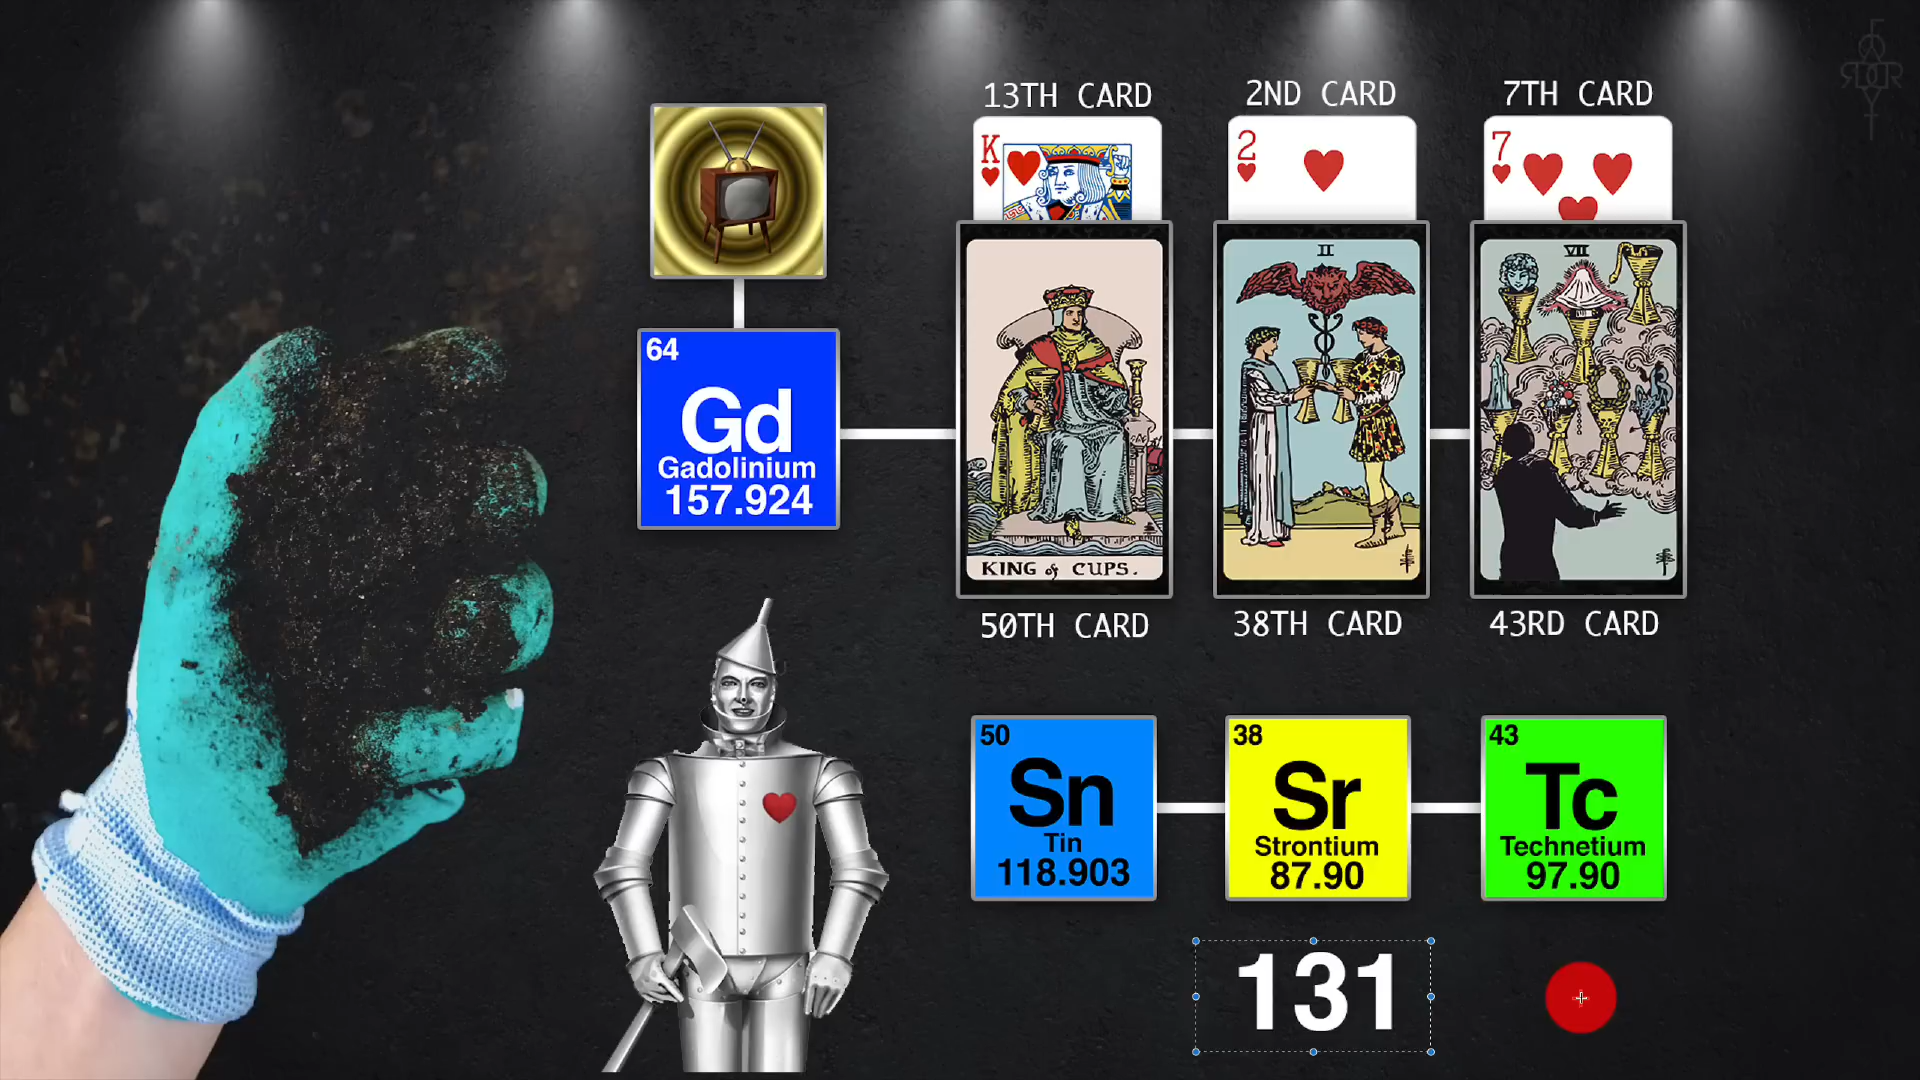 13TH CARD
2ND CARD
7TH CARD
K
2
7
II
VII
64
Gd
Gadolinium
157.924
KING of CUPS.
50TH CARD
38TH CARD
43RD CARD
50
Sn
Tin
118.903
38
Sr
Strontium
87.90
43
Tc
Technetium
97.90
131